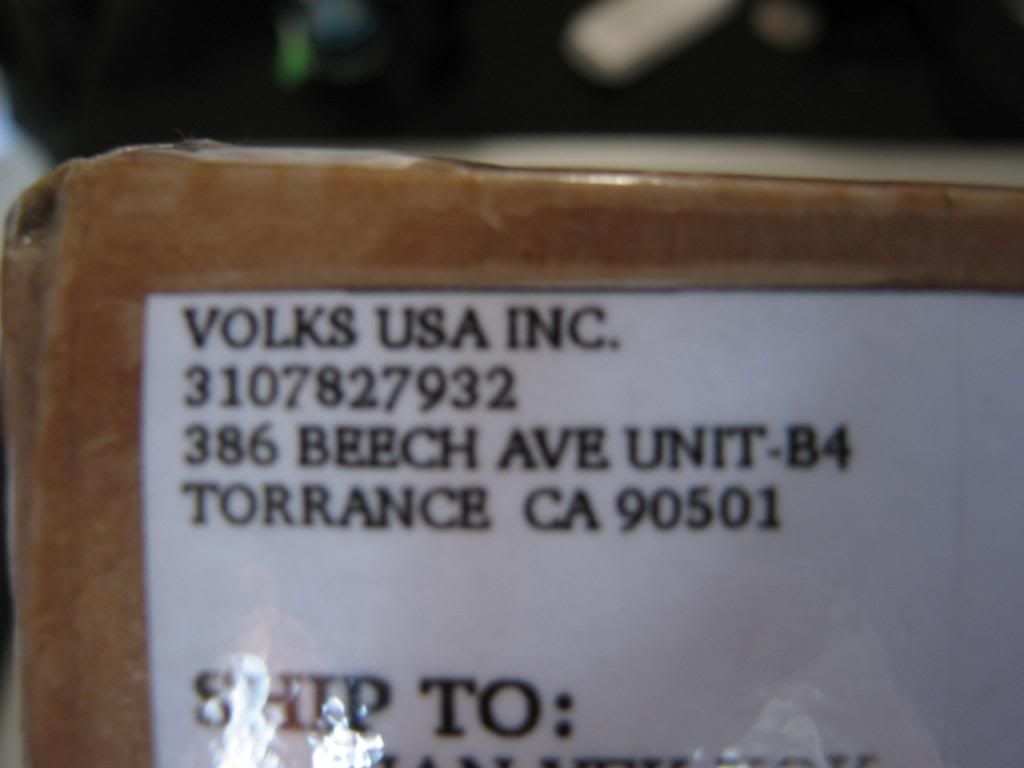 VOLKS USA INC.
3107827932
386 BEECH AVE UNIT-B4
TORRANCE CA 90501
SHIP TO: